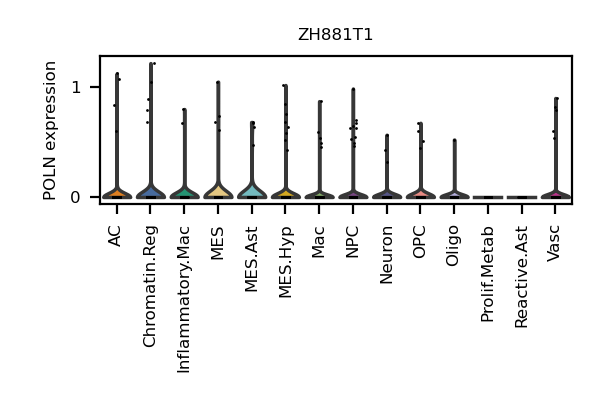 ZH881T1
POLN expression
1
0
AC
Chromatin.Reg
Inflammatory.Mac
MES
MES.Ast
MES.Hyp
Mac
NPC
Neuron
OPC
Oligo
Prolif.Metab
Reactive.Ast
Vasc